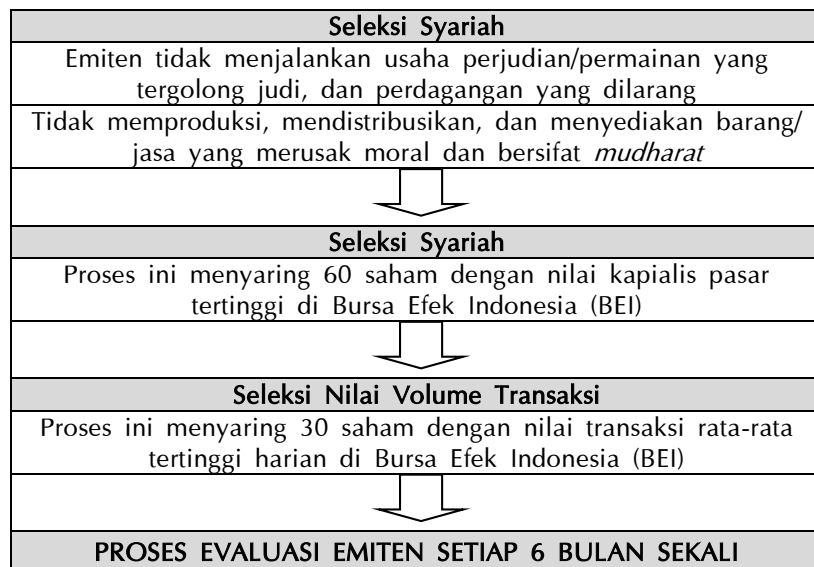 Seleksi Syariah
Emiten tidak menjalankan usaha perjudian/permainan yang
tergolong judi, dan perdagangan yang dilarang
Tidak memproduksi, mendistribusikan, dan menyediakan barang/
jasa yang merusak moral dan bersifat mudharat
Seleksi Syariah
Proses ini menyaring 60 saham dengan nilai kapialis pasar
tertinggi di Bursa Efek Indonesia (BEI)
Seleksi Nilai Volume Transaksi
Proses ini menyaring 30 saham dengan nilai transaksi rata-rata
tertinggi harian di Bursa Efek Indonesia (BEI)
PROSES EVALUASI EMITEN SETIAP 6 BULAN SEKALI